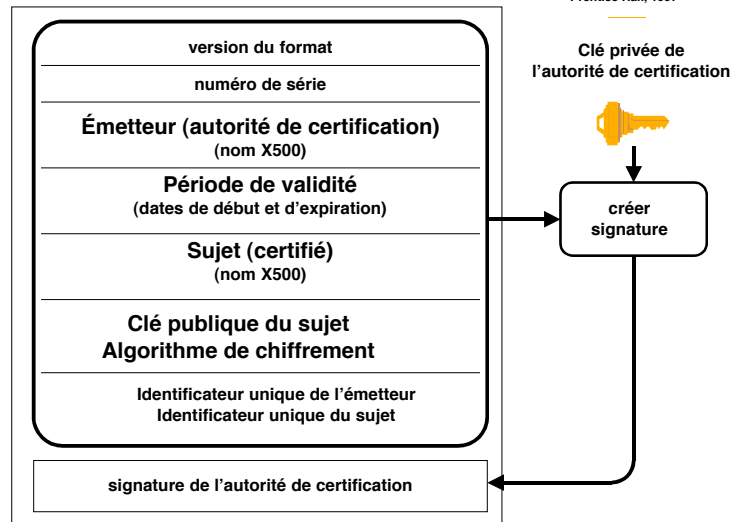 version du format
numéro de série
Émetteur (autorité de certification)
(nom X500)
Période de validité
(dates de début et d'expiration)
Sujet (certifié)
(nom X500)
Clé publique du sujet
Algorithme de chiffrement
Identificateur unique de l'émetteur
Identificateur unique du sujet
signature de l'autorité de certification
Clé privée de
l'autorité de certification
créer
signature